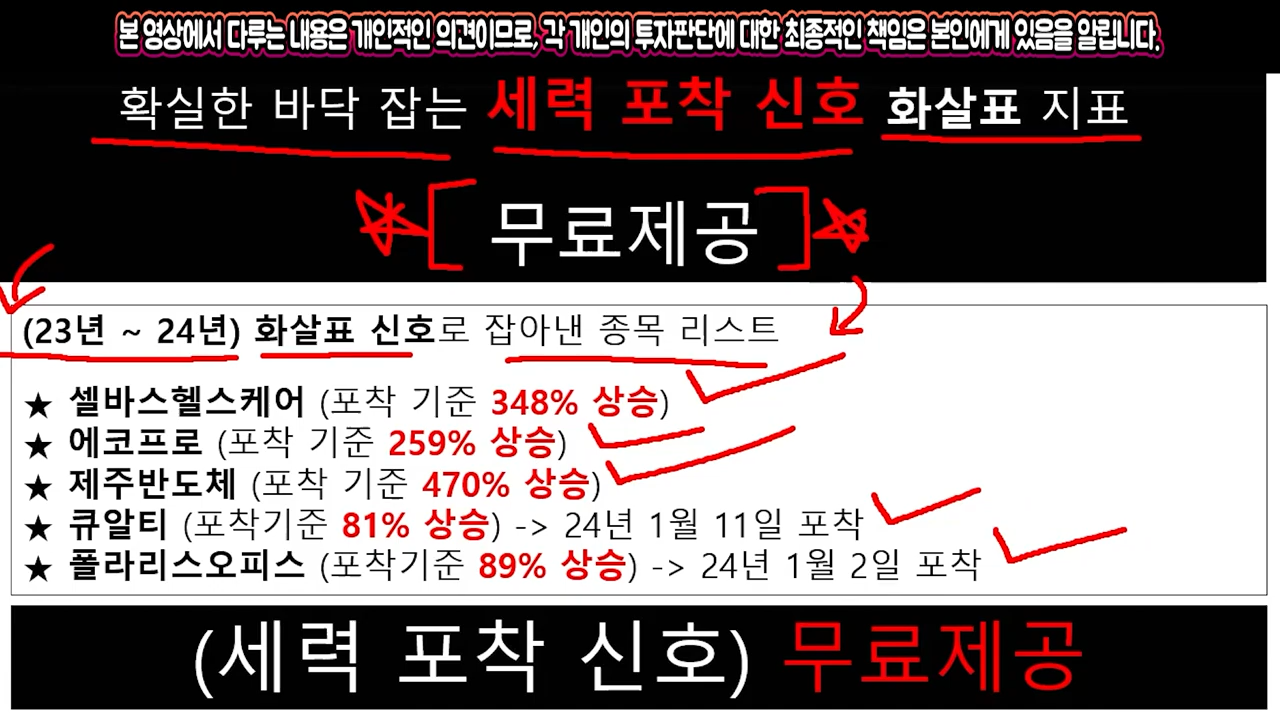 본 영상에서 다루는 내용은 개인적인 의견이므로, 각 개인의 투자판단에 대한 최종적인 책임은 본인에게 있음을 알립니다.
확실한 바닥 잡는 세력 포착 신호 화살표 지표
무료제공
(23년 ~ 24년) 화살표 신호로 잡아낸 종목 리스트
★ 셀바스헬스케어 (포착 기준 348% 상승)
★ 에코프로 (포착 기준 259% 상승)
★ 제주반도체 (포착 기준 470% 상승)
★ 큐알티 (포착기준 81% 상승) -> 24년 1월 11일 포착
★ 폴라리스오피스 (포착기준 89% 상승) -> 24년 1월 2일 포착
(세력 포착 신호) 무료제공